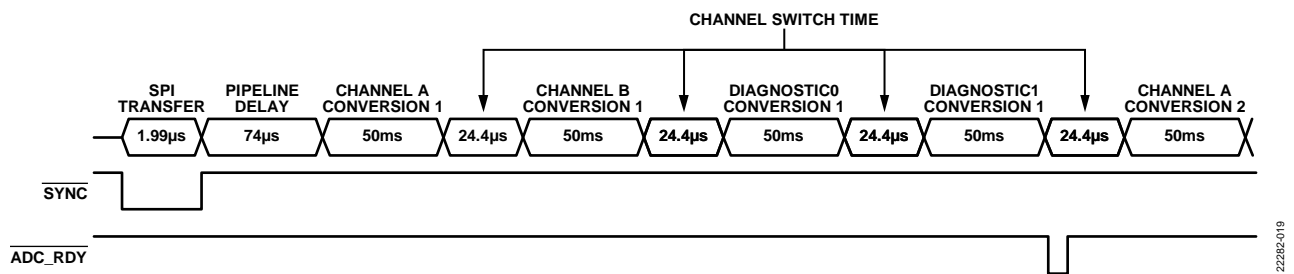 CHANNEL SWITCH TIME
SPI TRANSFER
PIPELINE DELAY
CHANNEL A CONVERSION 1
CHANNEL B CONVERSION 1
DIAGNOSTIC0 CONVERSION 1
DIAGNOSTIC1 CONVERSION 1
CHANNEL A CONVERSION 2
1.99µs
74µs
50ms
24.4µs
50ms
24.4µs
50ms
24.4µs
50ms
24.4µs
50ms
SYNC
ADC_RDY
22282-019